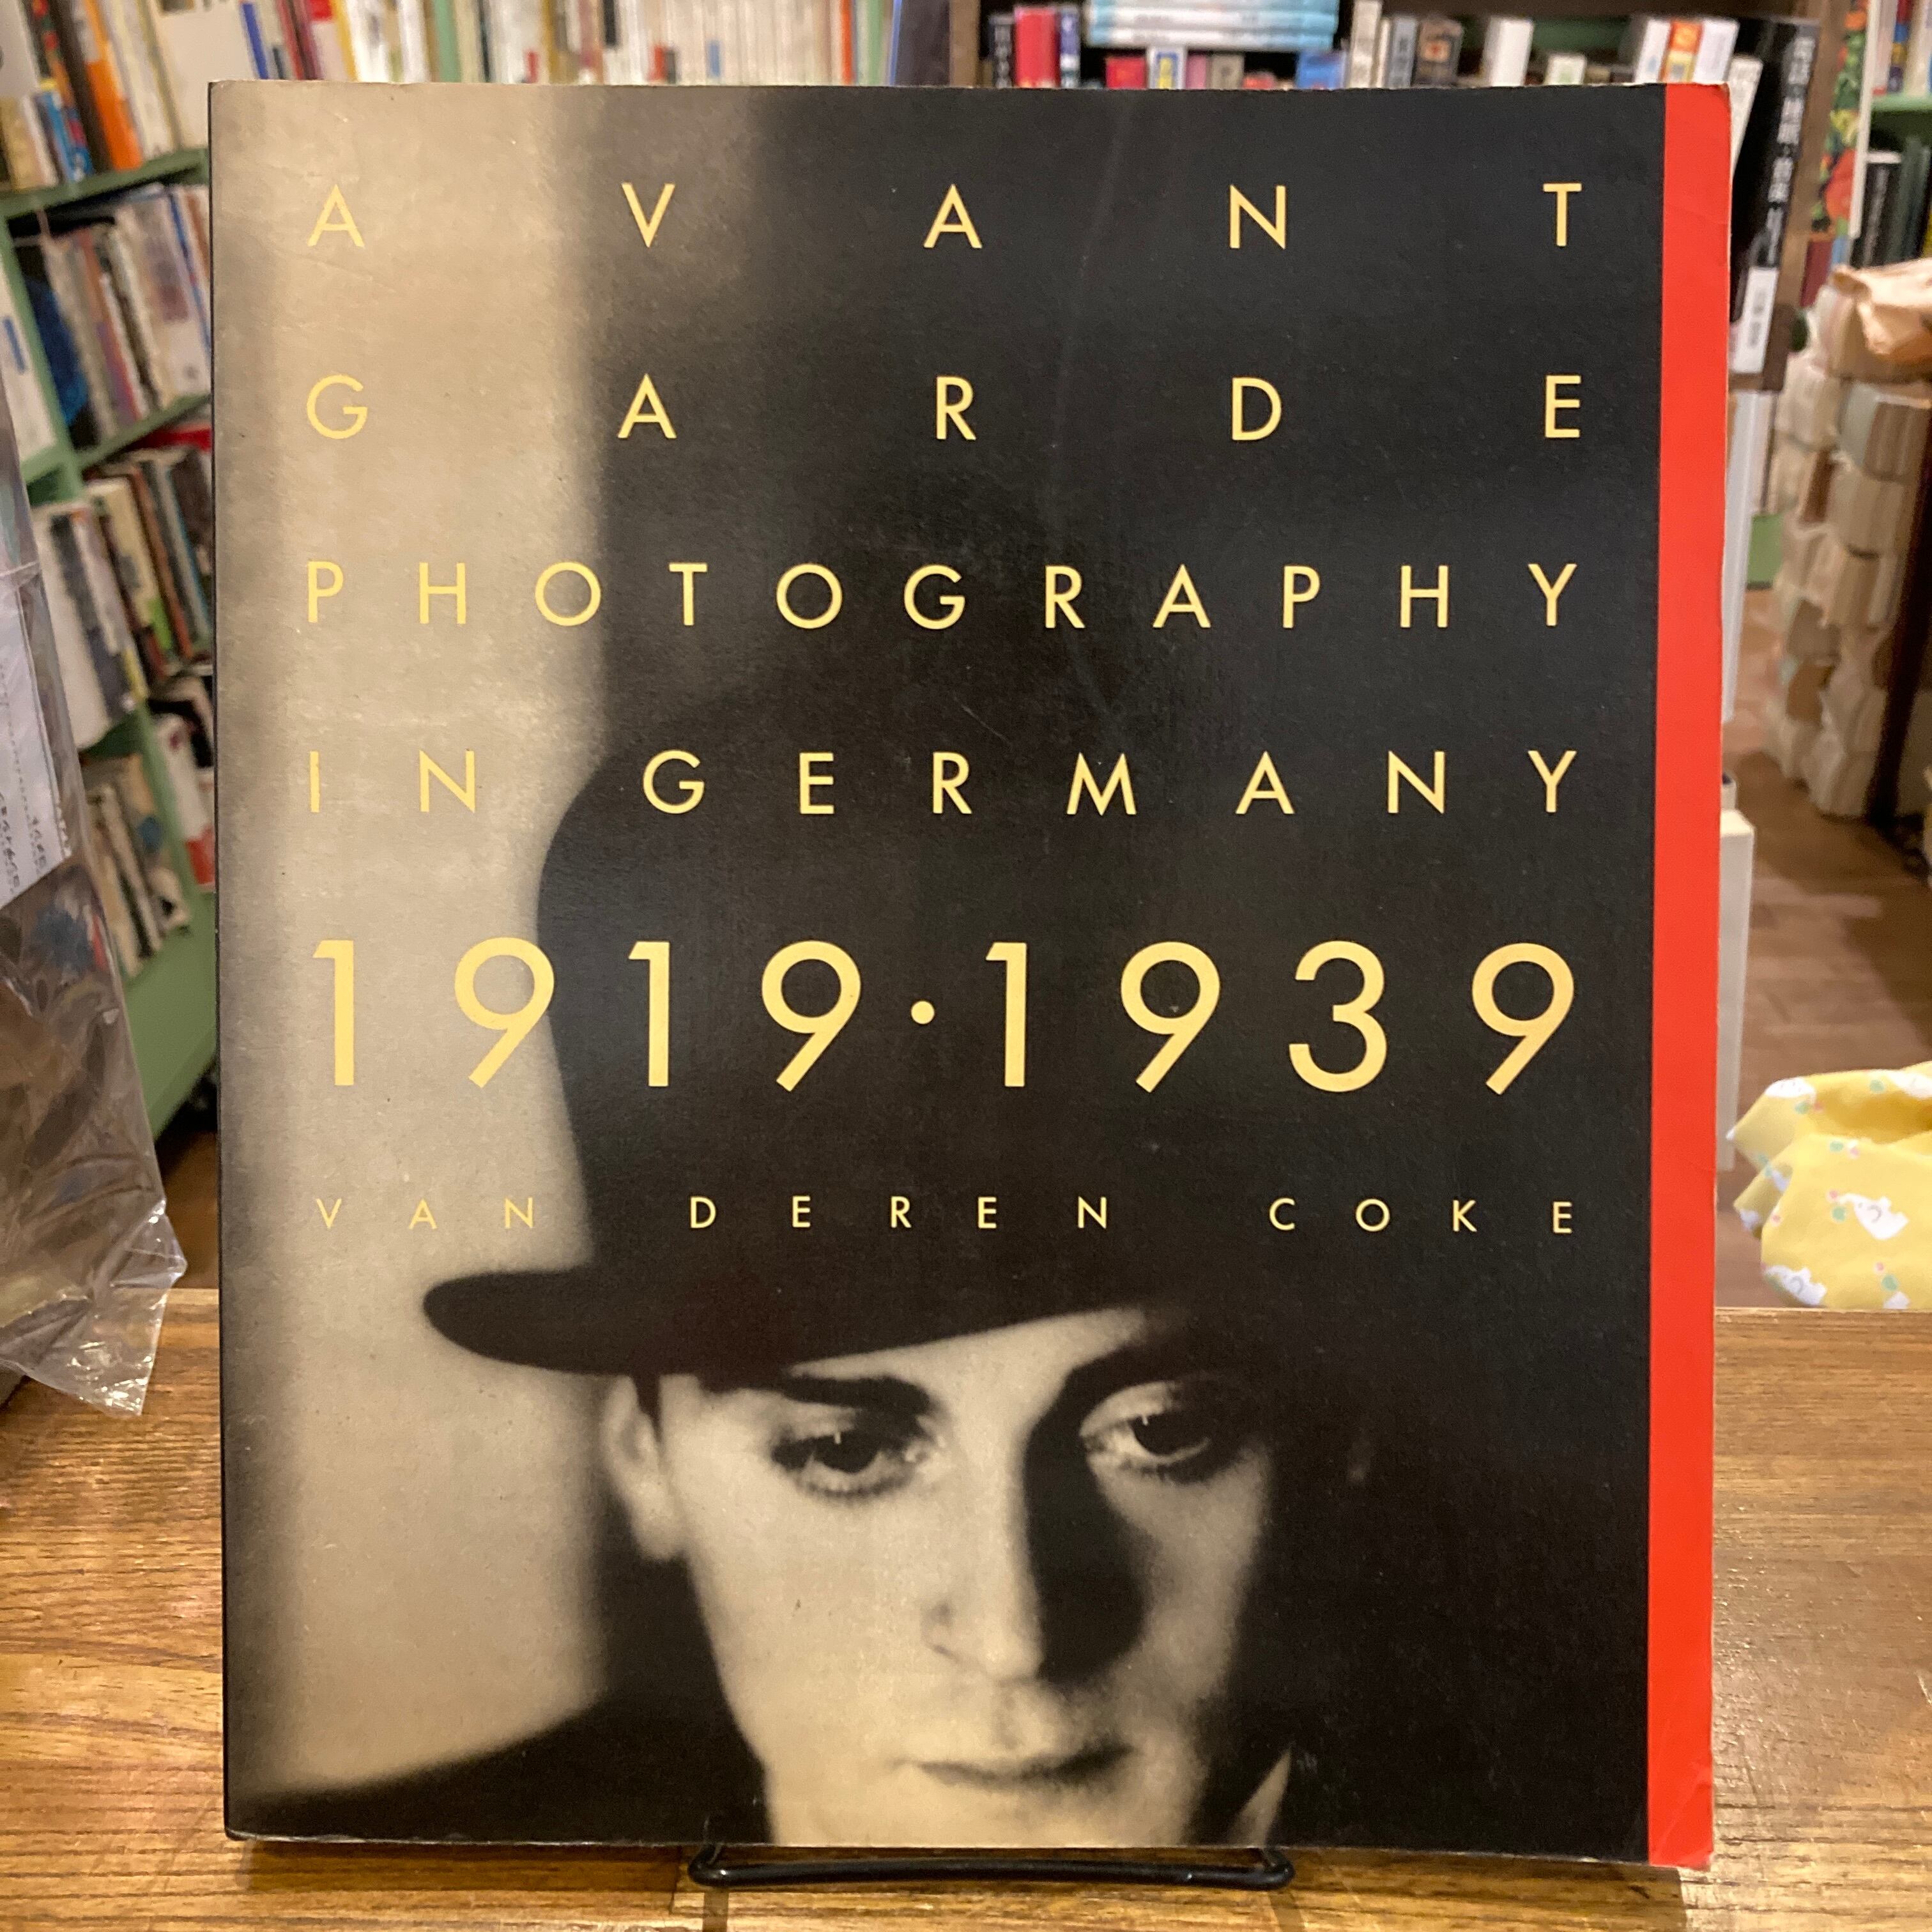 AVANT
GARDE
PHOTOGRAPHY
IN GERMANY
1919·1939
VAN DEREN COKE